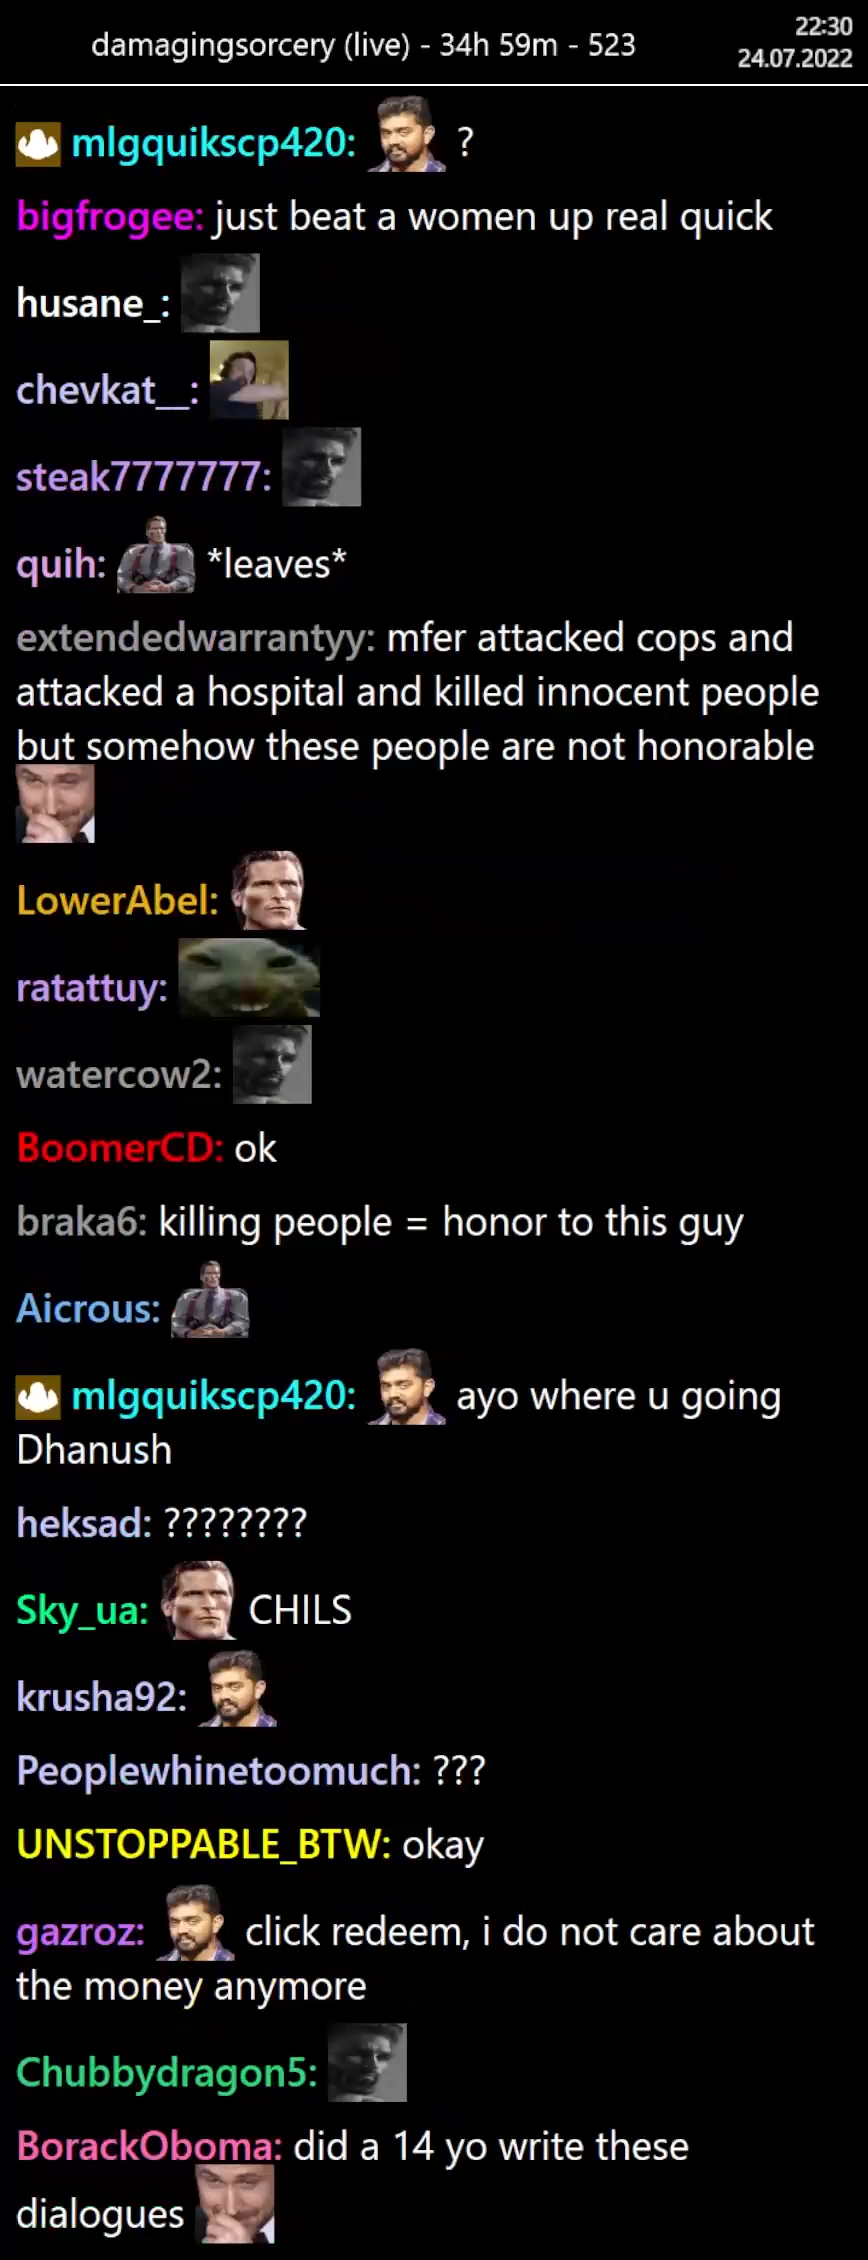 damagingsorcery (live) - 34h 59m - 523
22:30
24.07.2022
mlgquikscp420: ?
bigfrogee: just beat a women up real quick
husane_:
chevkat__:
steak7777777:
quih: *leaves*
extendedwarrantyy: mfer attacked cops and
attacked a hospital and killed innocent people
but somehow these people are not honorable
LowerAbel:
ratattuy:
watercow2:
BoomerCD: ok
braka6: killing people = honor to this guy
Aicrous:
mlgquikscp420: ayo where u going
Dhanush
heksad: ????????
Sky_ua: CHILS
krusha92:
Peoplewhinetoomuch: ???
UNSTOPPABLE_BTW: okay
gazroz: click redeem, i do not care about
the money anymore
Chubbydragon5:
BorackOboma: did a 14 yo write these
dialogues